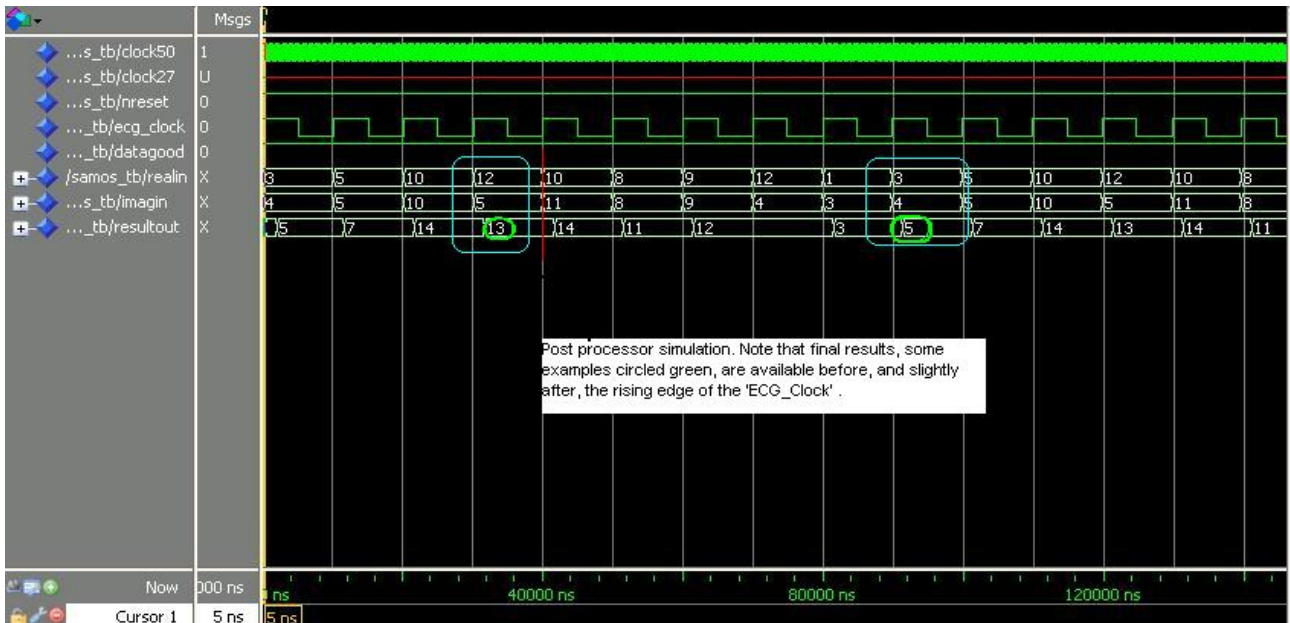 Msgs
...s_tb/clock50 1
...s_tb/clock27 U
...s_tb/nreset 0
..._tb/ecg_clock 0
..._tb/datagood 0
/samos_tb/realin X 3 5 10 12 10 8 9 12 1 3 5 10 12 10 8
...s_tb/imagin X 4 5 10 5 11 8 9 4 3 4 5 10 5 11 8
..._tb/resultout X 5 7 14 13 14 11 12 3 5 7 14 13 14 11
Post processor simulation. Note that final results, some
examples circled green, are available before, and slightly
after, the rising edge of the 'ECG_Clock' .
Now 000 ns ns 40000 ns 80000 ns 120000 ns
Cursor 1 5 ns 5 ns